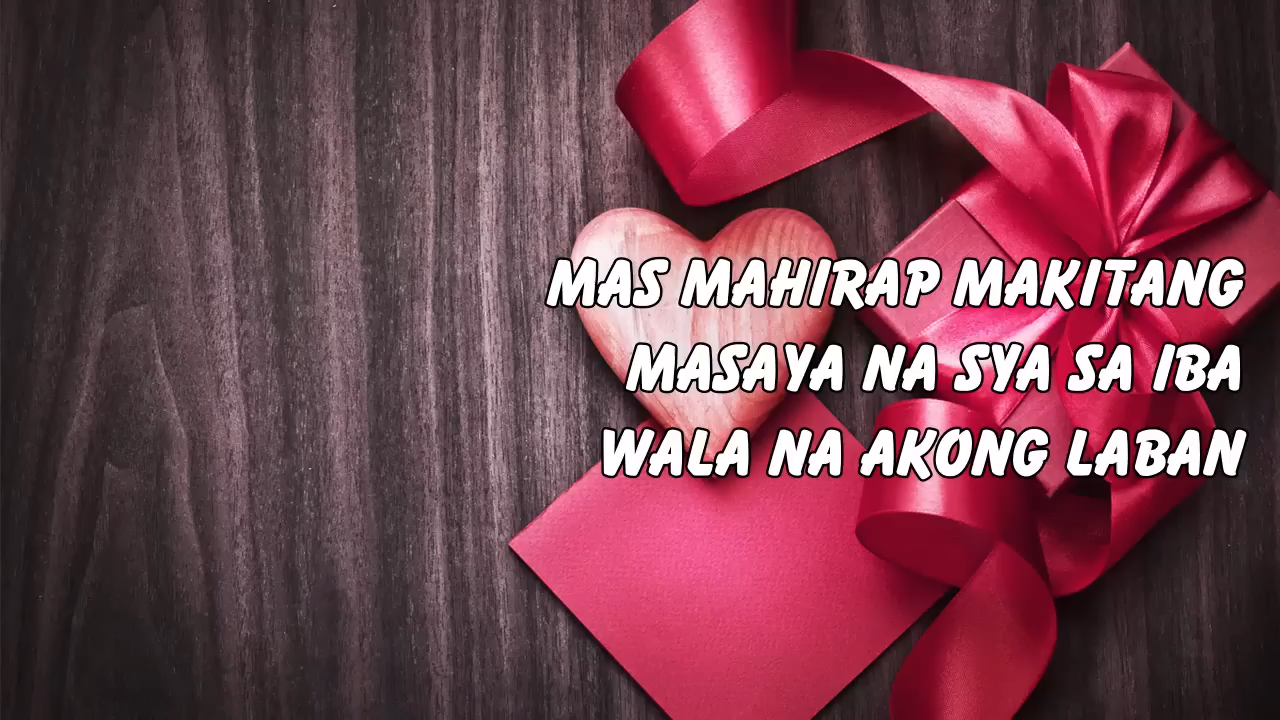 MAS MAHIRAP MAKITANG
MASAYA NA SYA SA IBA
WALA NA AKONG LABAN